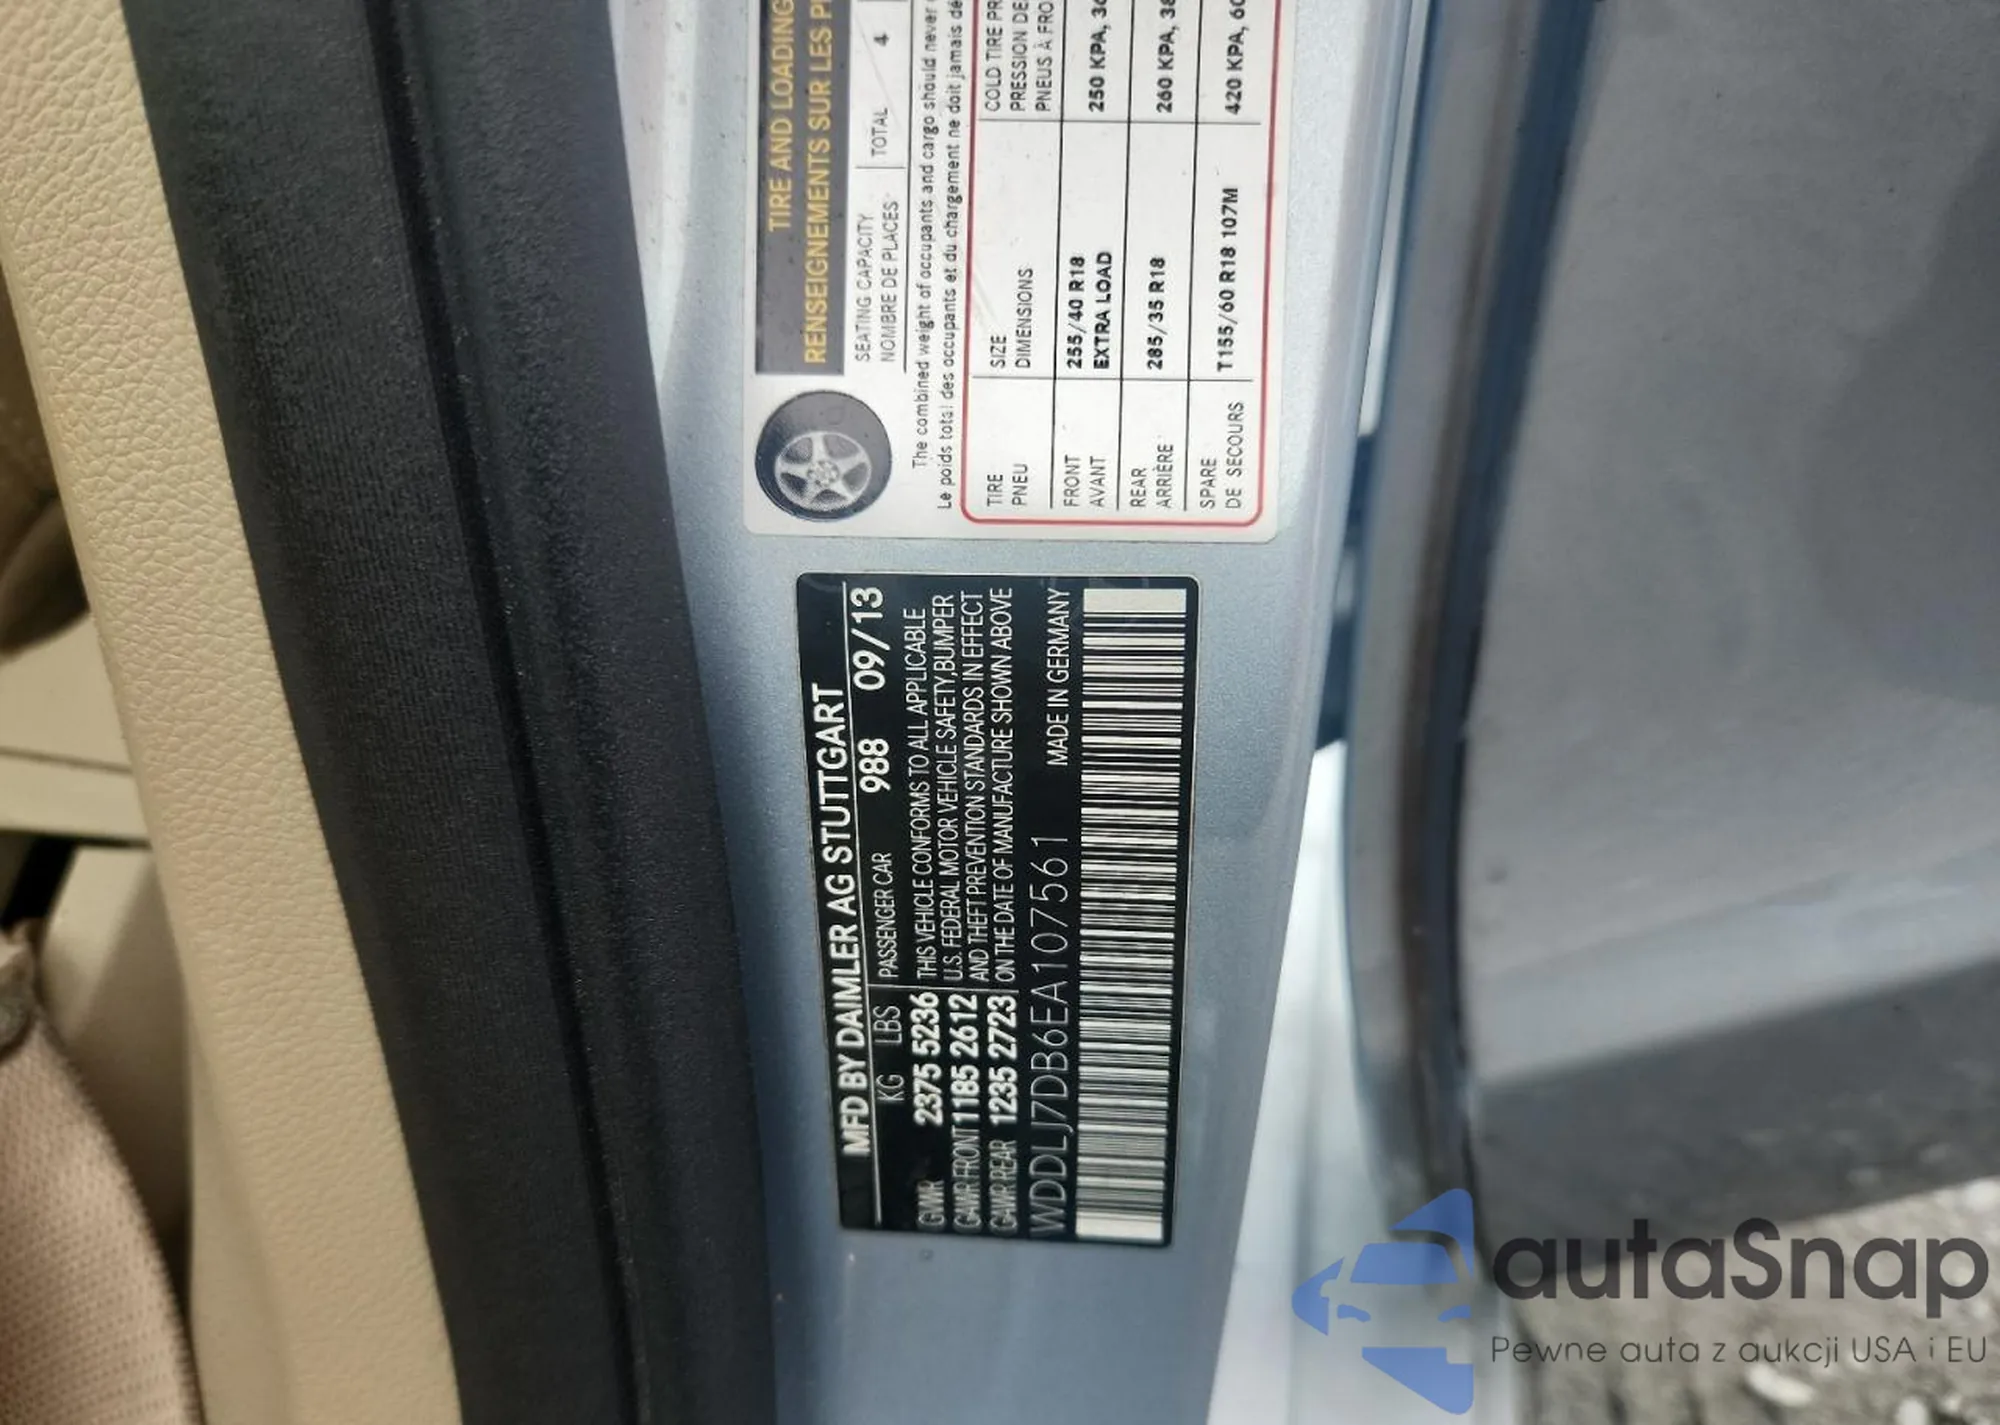 TIRE AND LOADING
RENSEIGNEMENTS SUR LES
SEATING CAPACITY
NOMBRE DE PLACES
TOTAL 4
The combined weight of occupants and cargo should never
Le poids total des occupants et du chargement ne doit jamais
TIRE
PNEU
SIZE
DIMENSIONS
COLD TIRE
PRESSION
PNEUS À
FRONT
AVANT
255/40 R18
EXTRA LOAD
250 KPA,
REAR
ARRIÈRE
285/35 R18
260 KPA,
SPARE
DE SECOURS
T155/60 R18 107M
420 KPA,
MFD BY DAIMLER AG STUTTGART
KG LBS PASSENGER CAR 988 09/13
GVWR 2375 5236 THIS VEHICLE CONFORMS TO ALL APPLICABLE
GAWR FRONT 1185 2612 U.S. FEDERAL MOTOR VEHICLE SAFETY,BUMPER
GAWR REAR 1235 2723 AND THEFT PREVENTION STANDARDS IN EFFECT
ON THE DATE OF MANUFACTURE SHOWN ABOVE
WDDLJ7DB6EA107561 MADE IN GERMANY
autaSnap
Pewne auta z aukcji USA i EU